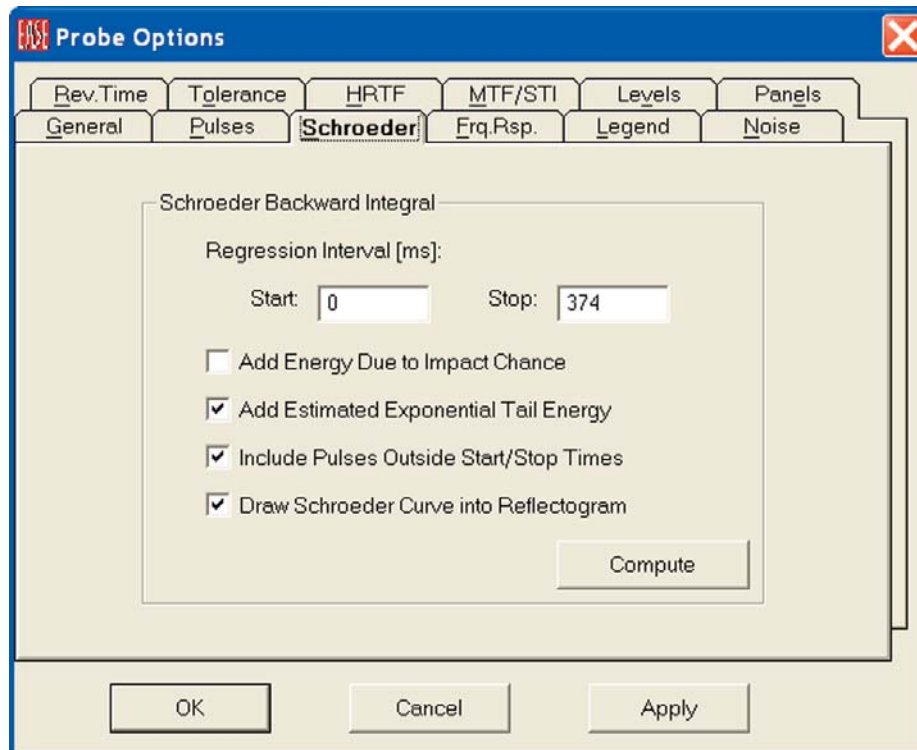 EASE Probe Options
Rev.Time Tolerance HRTF MTF/STI Levels Panels
General Pulses Schroeder Frq.Rsp. Legend Noise
Schroeder Backward Integral
Regression Interval [ms]:
Start: 0 Stop: 374
Add Energy Due to Impact Chance
Add Estimated Exponential Tail Energy
Include Pulses Outside Start/Stop Times
Draw Schroeder Curve into Reflectogram
Compute
OK Cancel Apply